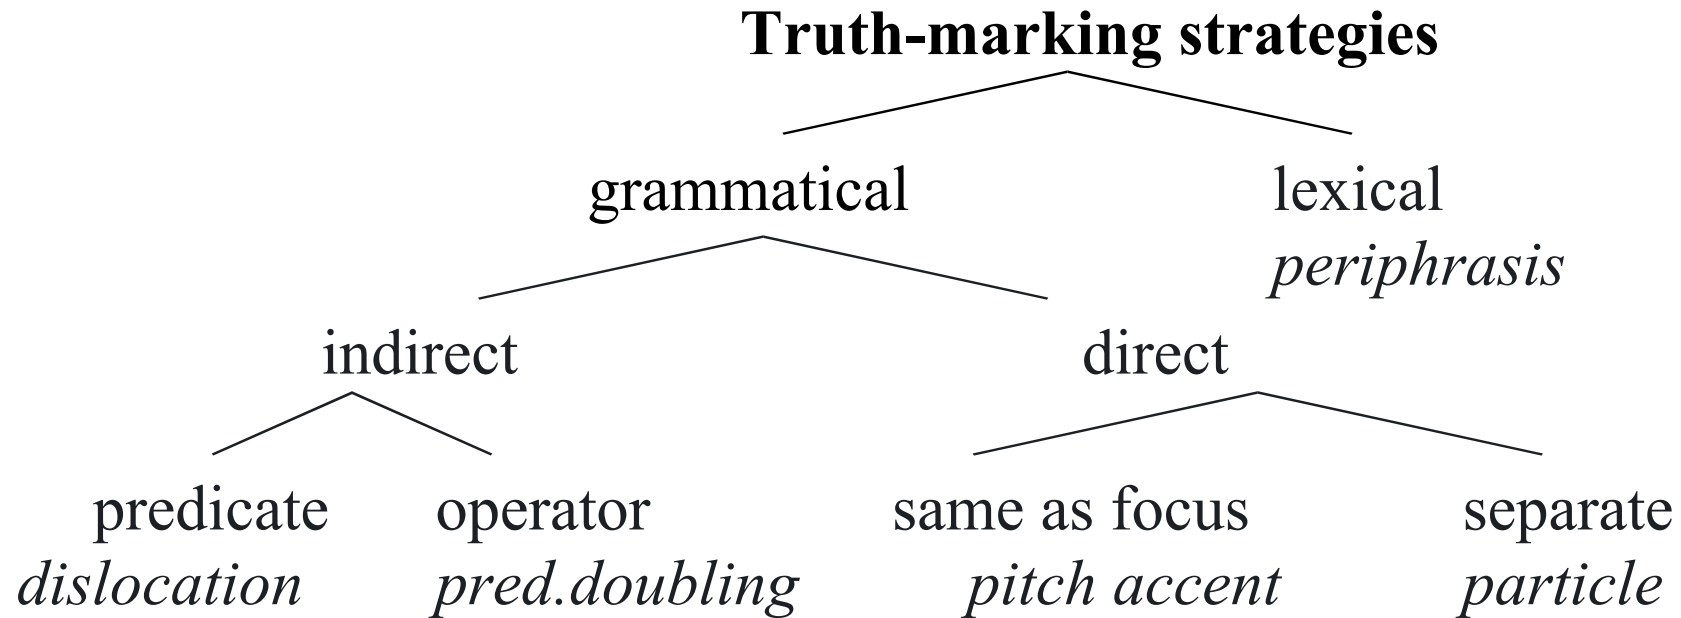 Truth-marking strategies
grammatical lexical
periphrasis
indirect direct
predicate operator same as focus separate
dislocation pred.doubling pitch accent particle